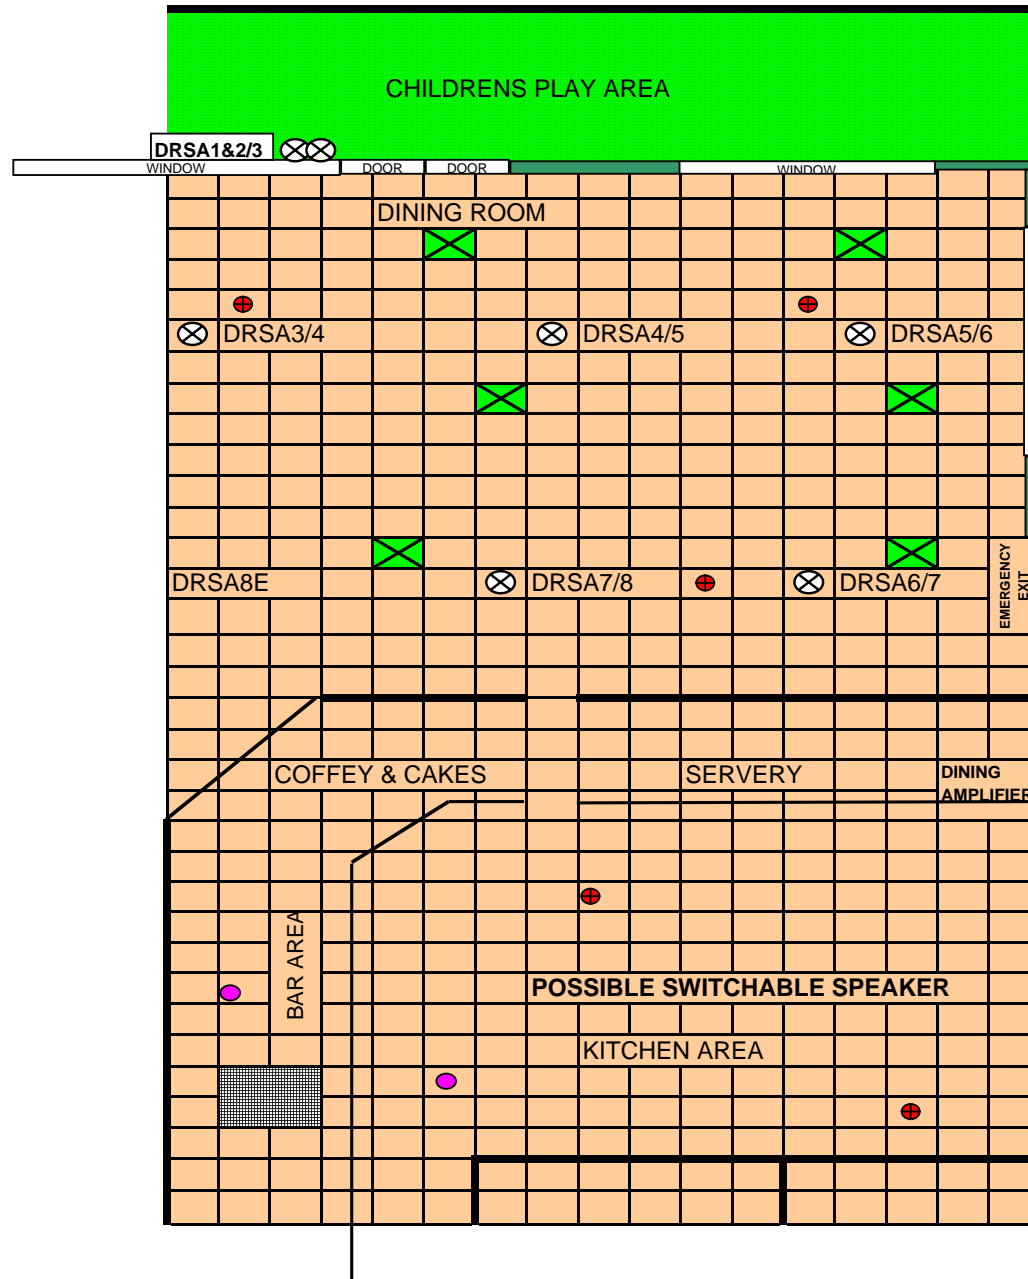 CHILDRENS PLAY AREA
DRSA1&2/3
WINDOW
DOOR
DOOR
WINDOW
DINING ROOM
DRSA3/4
DRSA4/5
DRSA5/6
DRSA8E
DRSA7/8
DRSA6/7
EMERGENCY
EXIT
COFFEY & CAKES
SERVERY
DINING
AMPLIFIER
BAR AREA
POSSIBLE SWITCHABLE SPEAKER
KITCHEN AREA